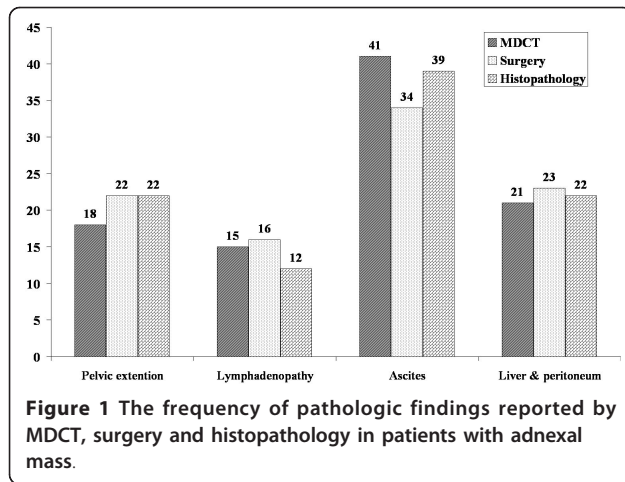 45
40
35
30
25
20
15
10
5
0
MDCT
Surgery
Histopathology
18 22 22
15 16 12
41 34 39
21 23 22
Pelvic extention Lymphadenopathy Ascites Liver & peritoneum
Figure 1 The frequency of pathologic findings reported by
MDCT, surgery and histopathology in patients with adnexal
mass.